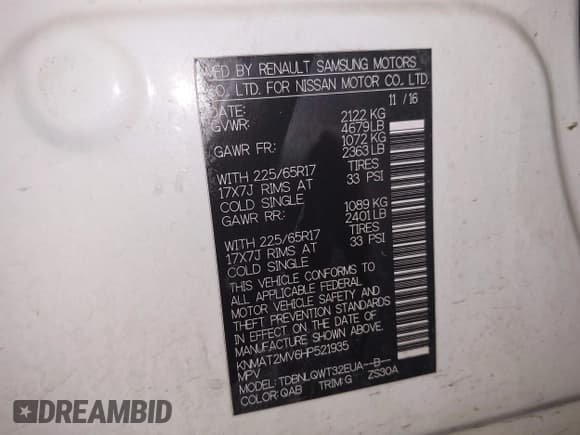 MFD BY RENAULT SAMSUNG MOTORS
CO., LTD. FOR NISSAN MOTOR CO., LTD.
DATE: 11 / 16
GVWR: 2122 KG
4679 LB
GAWR FR: 1072 KG
2363 LB
WITH 225/65R17 TIRES
17X7J RIMS AT 33 PSI
COLD SINGLE
GAWR RR: 1089 KG
2401 LB
WITH 225/65R17 TIRES
17X7J RIMS AT 33 PSI
COLD SINGLE
THIS VEHICLE CONFORMS TO
ALL APPLICABLE FEDERAL
MOTOR VEHICLE SAFETY AND
THEFT PREVENTION STANDARDS
IN EFFECT ON THE DATE OF
MANUFACTURE SHOWN ABOVE.
KNMAT2MV6HP521935
MPV
MODEL: TDBNLQWT32EUA--B--
COLOR: QAB TRIM:G ZS30A
DREAMBID